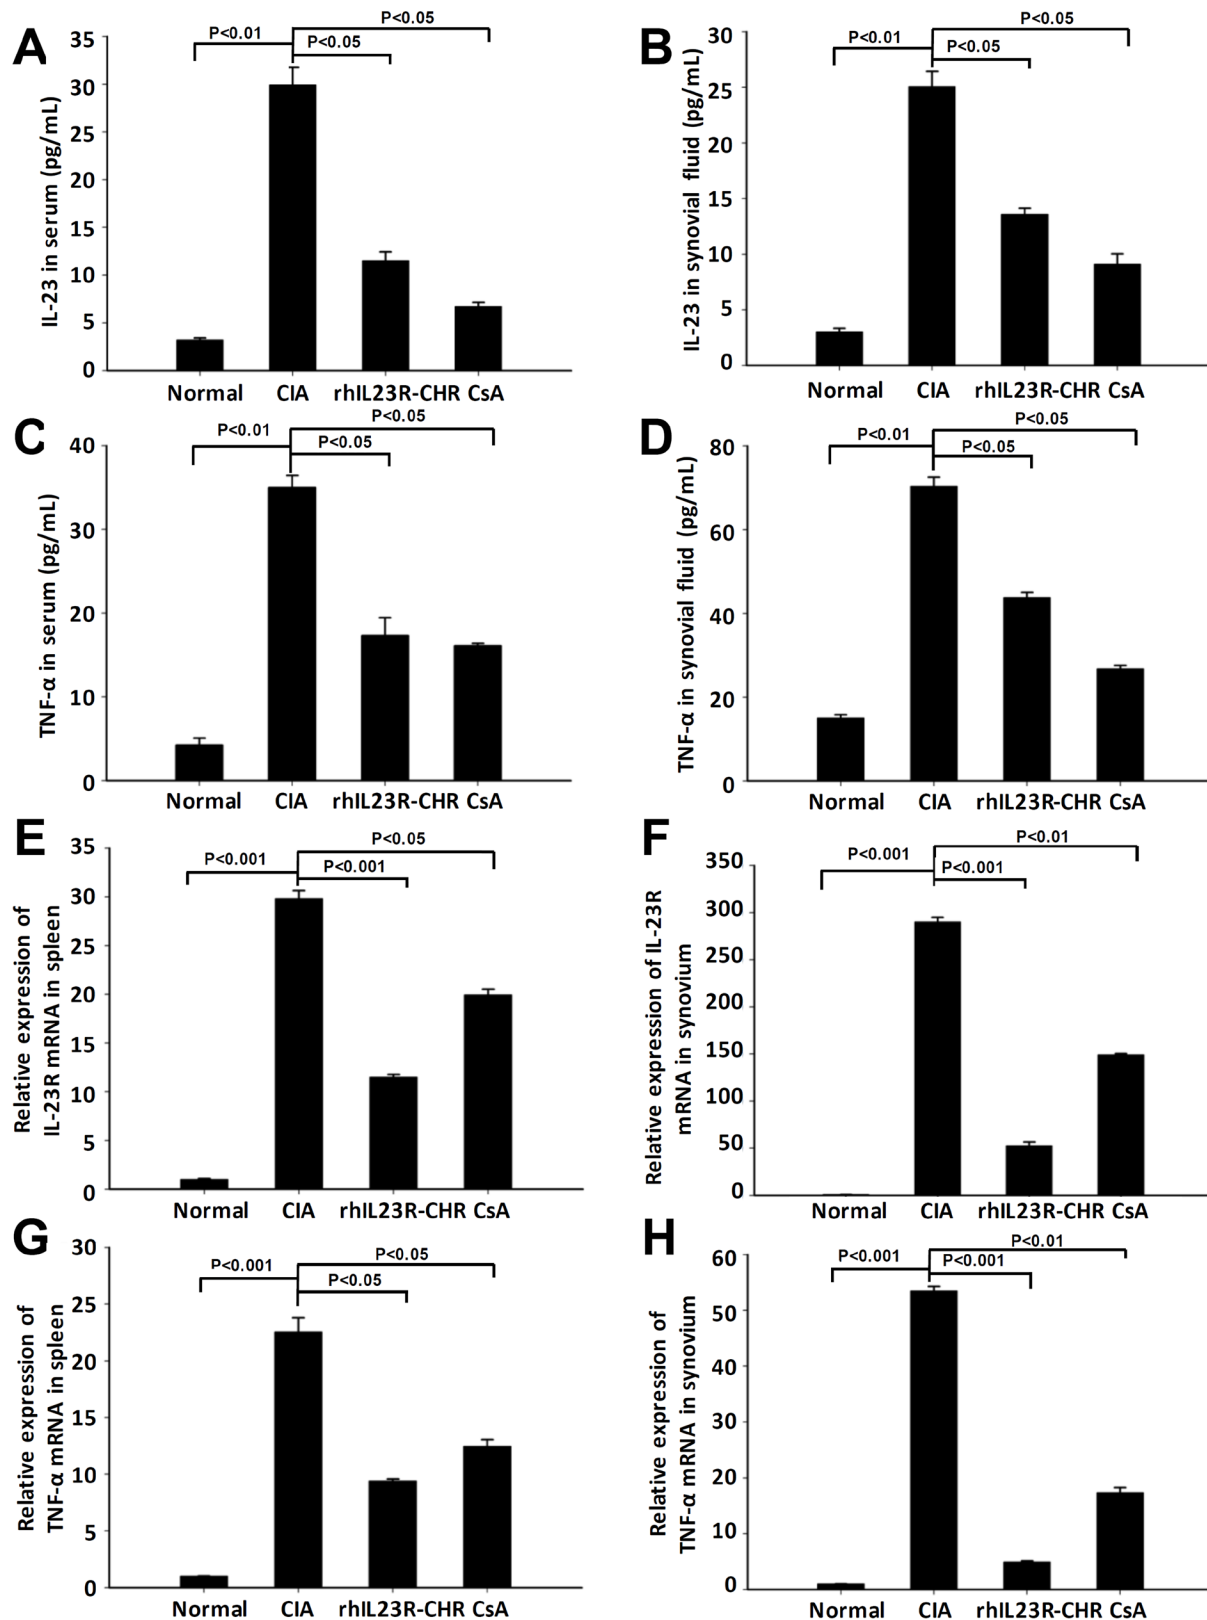 A
P<0.05
P<0.01
P<0.05
35
30
25
20
15
10
5
0
IL-23 in serum (pg/mL)
Normal CIA rhIL23R-CHR CsA
B
P<0.05
P<0.01
P<0.05
30
25
20
15
10
5
0
IL-23 in synovial fluid (pg/mL)
Normal CIA rhIL23R-CHR CsA
C
P<0.05
P<0.01
P<0.05
40
30
20
10
0
TNF-α in serum (pg/mL)
Normal CIA rhIL23R-CHR CsA
D
P<0.05
P<0.01
P<0.05
80
60
40
20
0
TNF-α in synovial fluid (pg/mL)
Normal CIA rhIL23R-CHR CsA
E
P<0.05
P<0.001
P<0.001
35
30
25
20
15
10
5
0
Relative expression of
IL-23R mRNA in spleen
Normal CIA rhIL23R-CHR CsA
F
P<0.01
P<0.001
P<0.001
350
300
250
200
150
100
50
0
Relative expression of IL-23R
mRNA in synovium
Normal CIA rhIL23R-CHR CsA
G
P<0.05
P<0.001
P<0.05
30
25
20
15
10
5
0
Relative expression of
TNF-α mRNA in spleen
Normal CIA rhIL23R-CHR CsA
H
P<0.01
P<0.001
P<0.001
60
50
40
30
20
10
0
Relative expression of
TNF-α mRNA in synovium
Normal CIA rhIL23R-CHR CsA